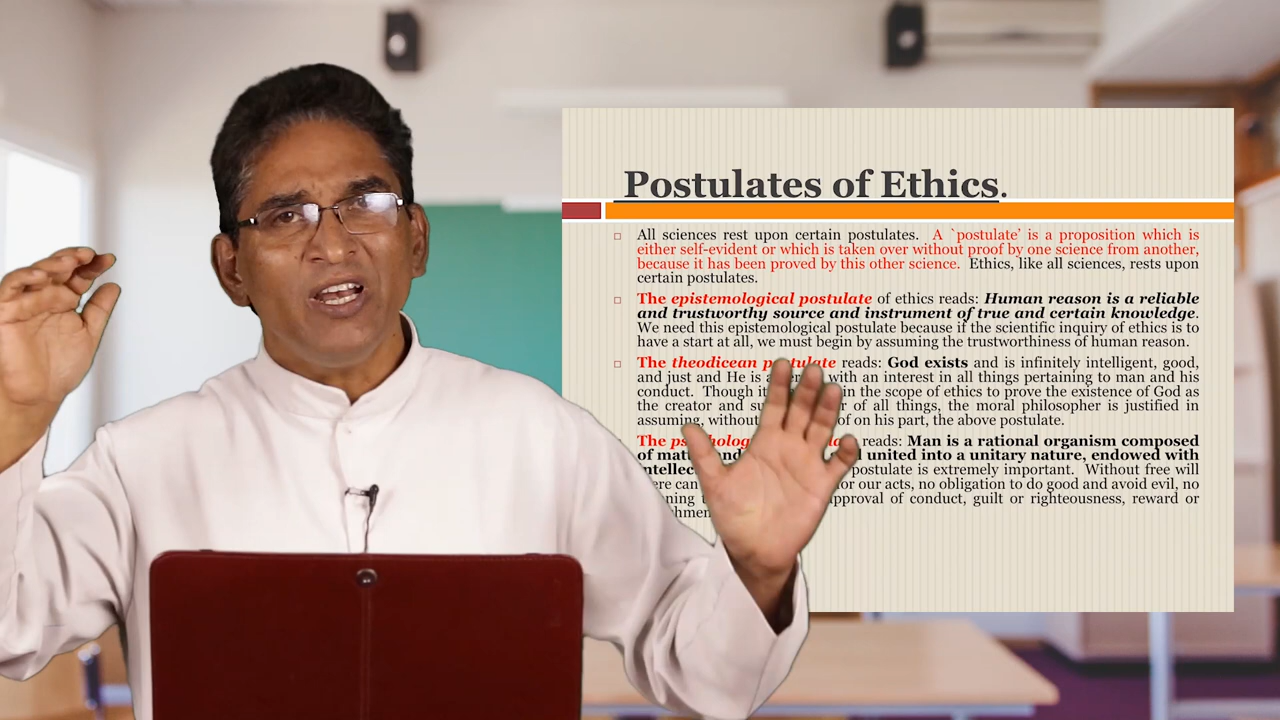 Postulates of Ethics.
All sciences rest upon certain postulates. A `postulate' is a proposition which is
either self-evident or which is taken over without proof by one science from another,
because it has been proved by this other science. Ethics, like all sciences, rests upon
certain postulates.
The epistemological postulate of ethics reads: Human reason is a reliable
and trustworthy source and instrument of true and certain knowledge.
We need this epistemological postulate because if the scientific inquiry of ethics is to
have a start at all, we must begin by assuming the trustworthiness of human reason.
The theodicean postulate reads: God exists and is infinitely intelligent, good,
and just and He is a with an interest in all things pertaining to man and his
conduct. Though in the scope of ethics to prove the existence of God as
the creator and of all things, the moral philosopher is justified in
assuming, without of on his part, the above postulate.
The reads: Man is a rational organism composed
of united into a unitary nature, endowed with
postulate is extremely important. Without free will
can or our acts, no obligation to do good and avoid evil, no
approval of conduct, guilt or righteousness, reward or